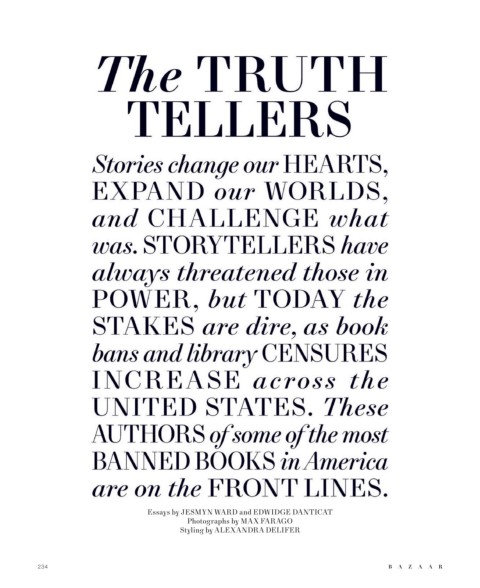 The TRUTH
TELLERS
Stories change our HEARTS,
EXPAND our WORLDS,
and CHALLENGE what
was. STORYTELLERS have
always threatened those in
POWER, but TODAY the
STAKES are dire, as book
bans and library CENSURES
INCREASE across the
UNITED STATES. These
AUTHORS of some of the most
BANNED BOOKS in America
are on the FRONT LINES.
Essays by JESMYN WARD and EDWIDGE DANTICAT
Photographs by MAX FARAGO
Styling by ALEXANDRA DELIFER
234
BAZAAR